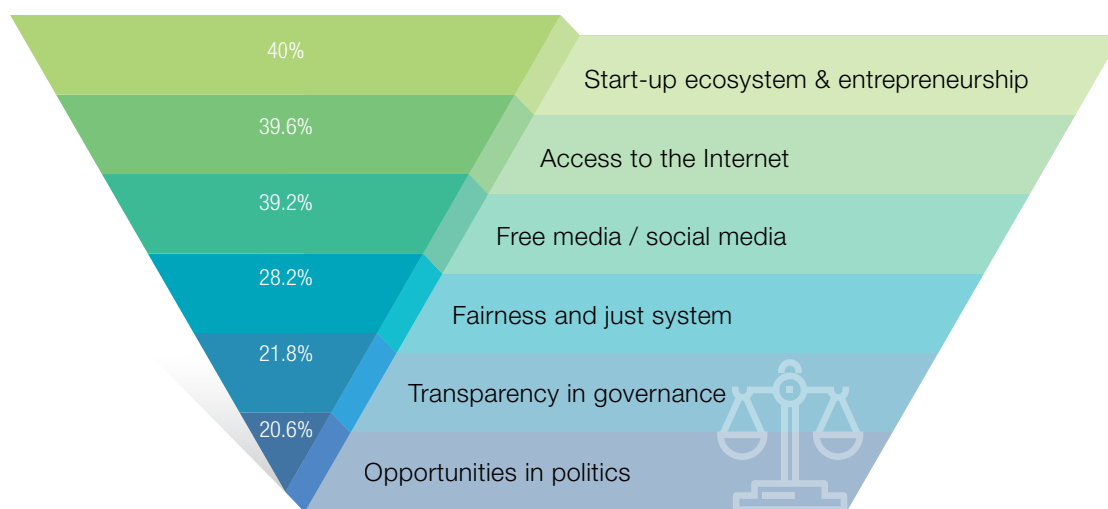 40%
Start-up ecosystem & entrepreneurship
39.6%
Access to the Internet
39.2%
Free media / social media
28.2%
Fairness and just system
21.8%
Transparency in governance
20.6%
Opportunities in politics